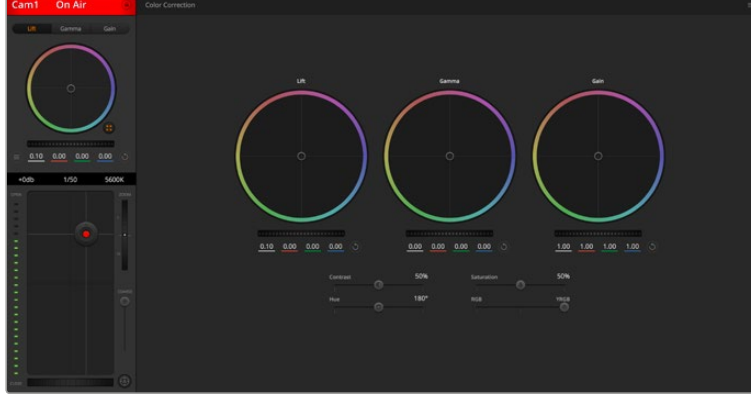 Cam1 On Air
Color Correction
Lift Gamma Gain
Lift Gamma Gain
0.10 0.00 0.00 0.00
+0db 1/50 5600K
0.10 0.00 0.00 0.00
0.00 0.00 0.00 0.00
1.00 1.00 1.00 1.00
Contrast 50%
Saturation 50%
Hue 180°
RGB YRGB